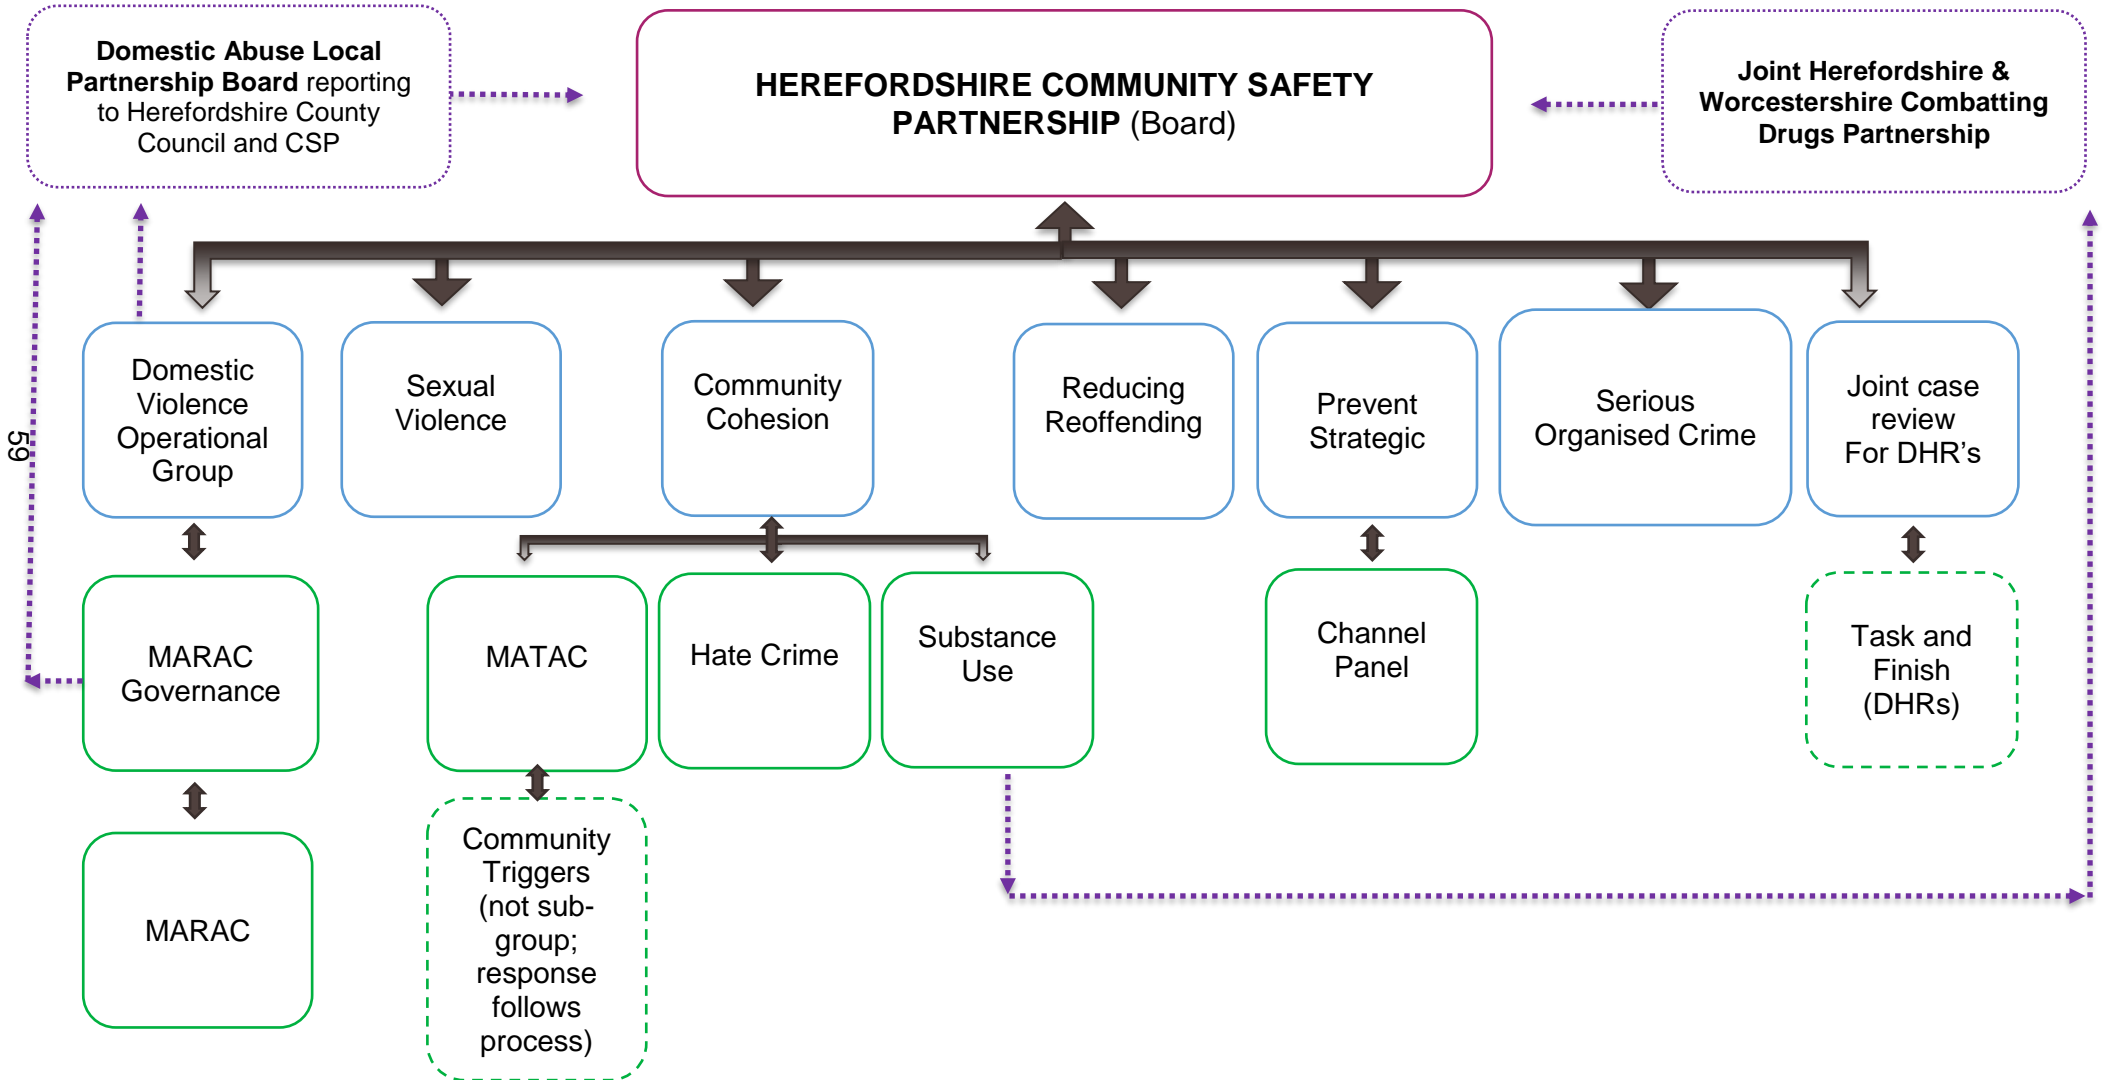 Domestic Abuse Local
Partnership Board reporting
to Herefordshire County
Council and CSP
HEREFORDSHIRE COMMUNITY SAFETY
PARTNERSHIP (Board)
Joint Herefordshire &
Worcestershire Combatting
Drugs Partnership
Domestic
Violence
Operational
Group
Sexual
Violence
Community
Cohesion
Reducing
Reoffending
Prevent
Strategic
Serious
Organised Crime
Joint case
review
For DHR’s
59
MARAC
Governance
MATAC
Hate Crime
Substance
Use
Channel
Panel
Task and
Finish
(DHRs)
MARAC
Community
Triggers
(not sub-
group;
response
follows
process)